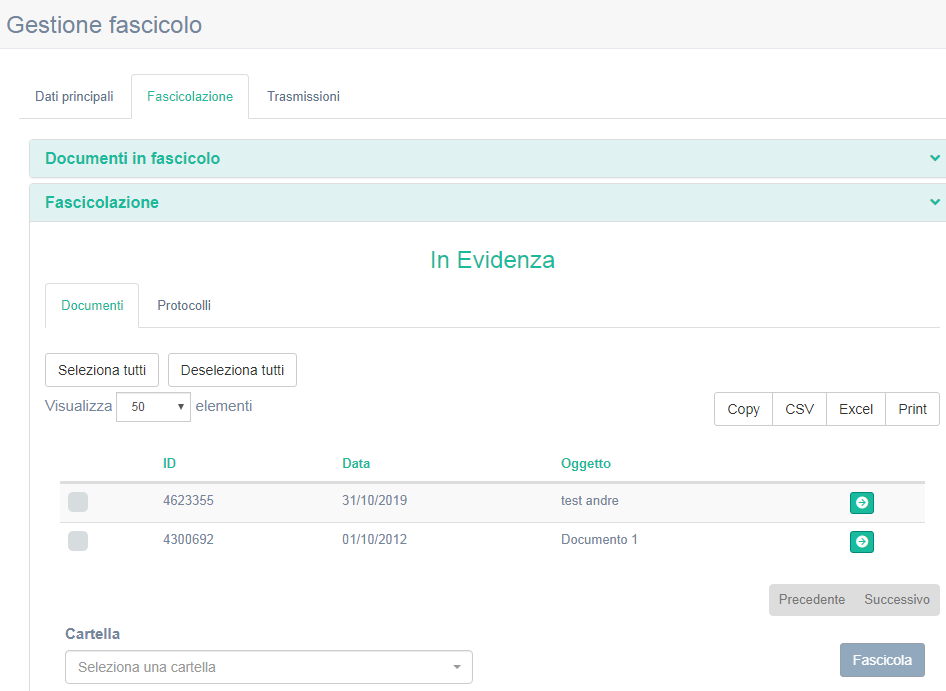 Gestione fascicolo
Dati principali Fascicolazione Trasmissioni
Documenti in fascicolo
Fascicolazione
In Evidenza
Documenti Protocolli
Seleziona tutti Deseleziona tutti
Visualizza 50 elementi
Copy CSV Excel Print
ID Data Oggetto
4623355 31/10/2019 test andre
4300692 01/10/2012 Documento 1
Precedente Successivo
Cartella
Seleziona una cartella
Fascicola